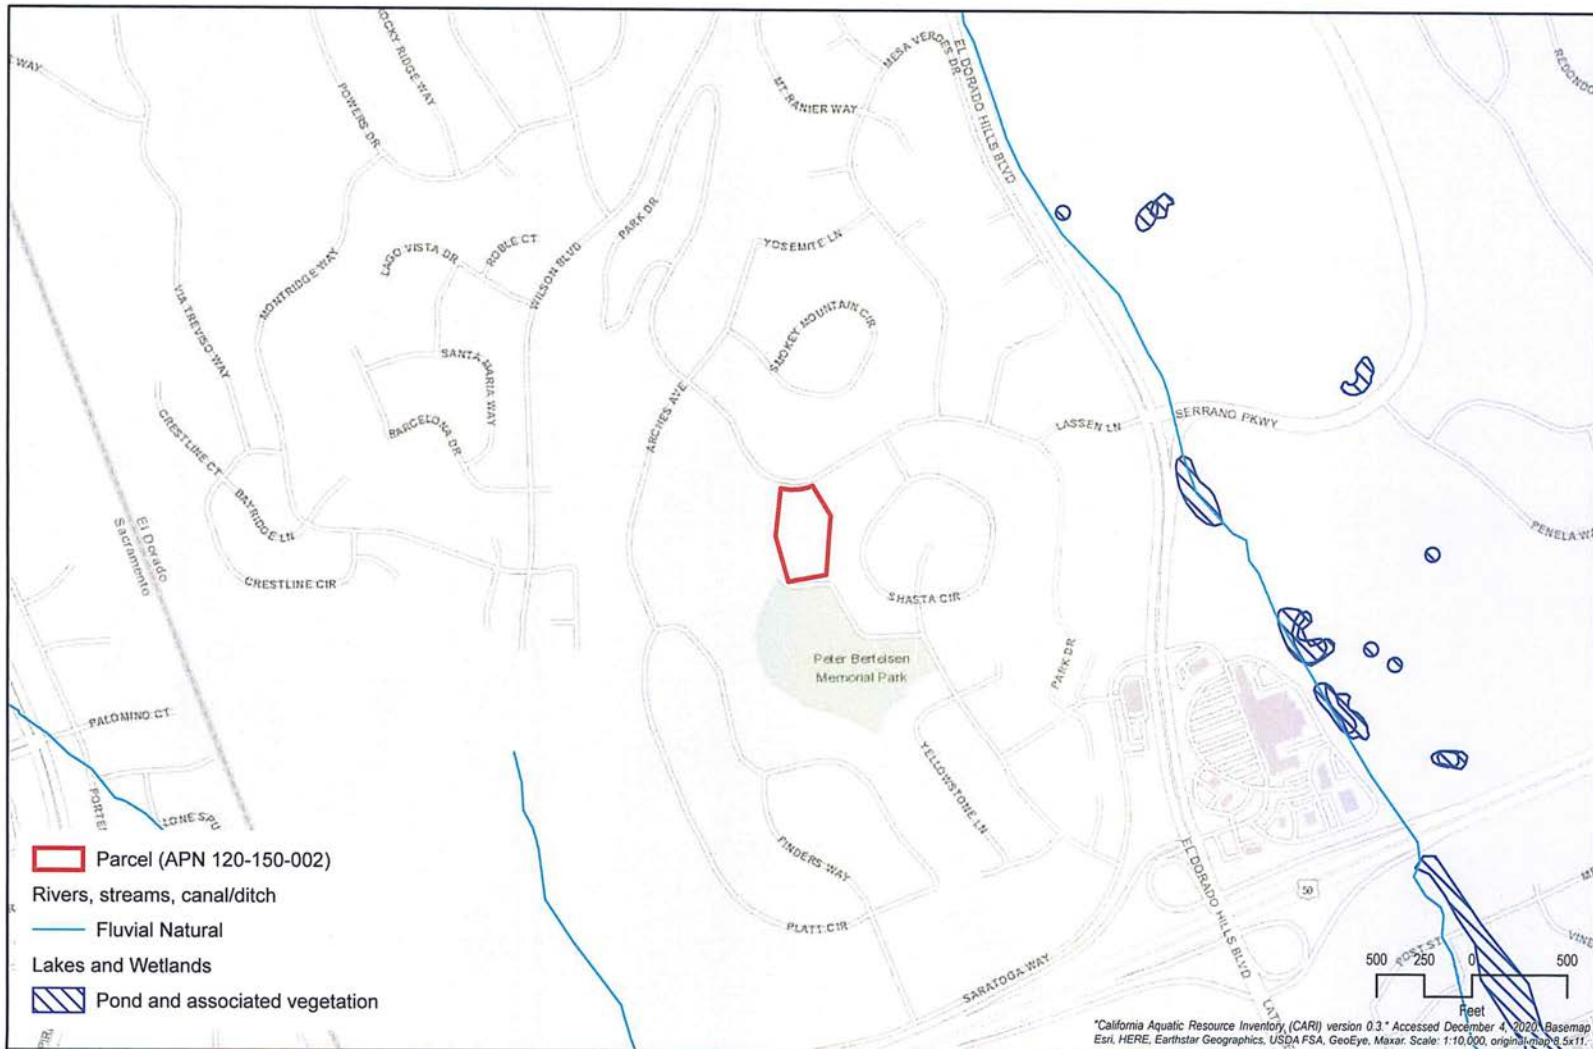 WAY
ROCKY RIDGE WAY
POWERS DR
MT RANIER WAY
MESA VERDES DR
EL DORADO HILLS BLVD
REDONDO
PARK DR
YOSEMITE LN
LAGO VISTA DR
ROBLE CT
WILSON BLVD
MONTRIDGE WAY
VIA TREVISO WAY
SMOKEY MOUNTAIN CIR
SANTA MARIA WAY
ARCHES AVE
BARCELONA DR
CRESTLINE CT
LASSEN LN
SERRANO PKWY
BAYRIDGE LN
El Dorado
Sacramento
PENELA WA
CRESTLINE CIR
SHASTA CIR
Peter Bertelsen
Memorial Park
PARK DR
PALOMINO CT
YELLOWSTONE LN
FINDERS WAY
EL DORADO HILLS BLVD
50
PLATT CIR
POST ST
SARATOGA WAY
Parcel (APN 120-150-002)
Rivers, streams, canal/ditch
Fluvial Natural
Lakes and Wetlands
Pond and associated vegetation
500 250 0 500
Feet
"California Aquatic Resource Inventory, (CARI) version 0.3." Accessed December 4, 2020. Basemap
Esri, HERE, Earthstar Geographics, USDA FSA, GeoEye, Maxar. Scale: 1:10,000, original map 8.5x11.